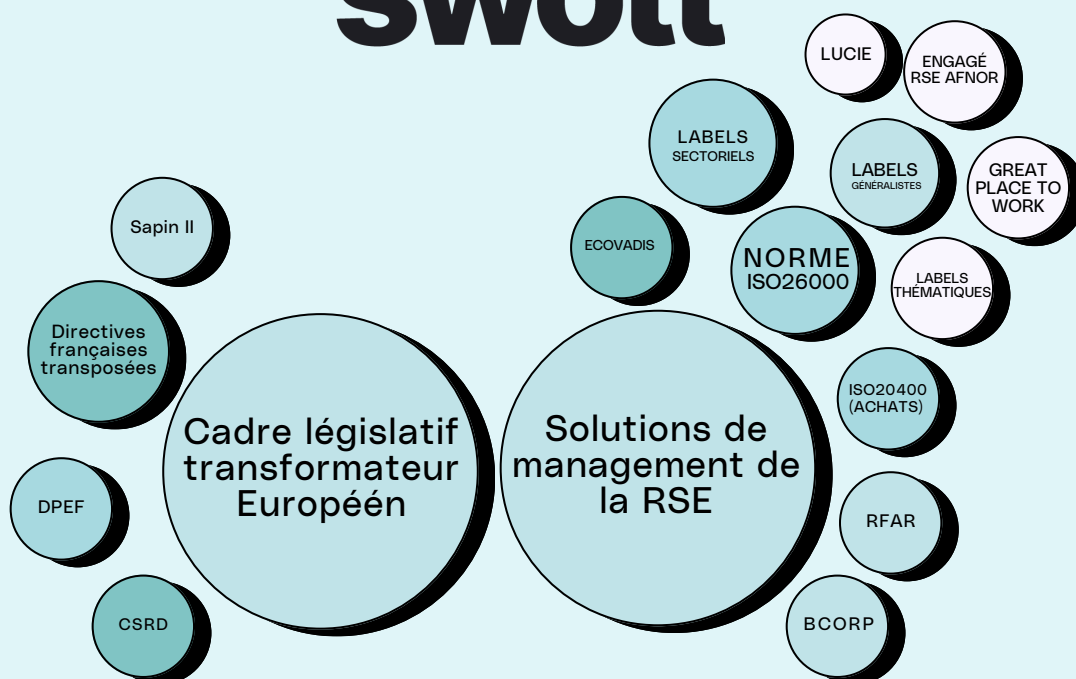 swott
LUCIE
ENGAGÉ
RSE AFNOR
LABELS
SECTORIELS
LABELS
GÉNÉRALISTES
GREAT
PLACE TO
WORK
Sapin II
ECOVADIS
NORME
ISO26000
LABELS
THÉMATIQUES
Directives
françaises
transposées
ISO20400
(ACHATS)
Cadre législatif
transformateur
Européén
Solutions de
management de
la RSE
DPEF
RFAR
CSRD
BCORP